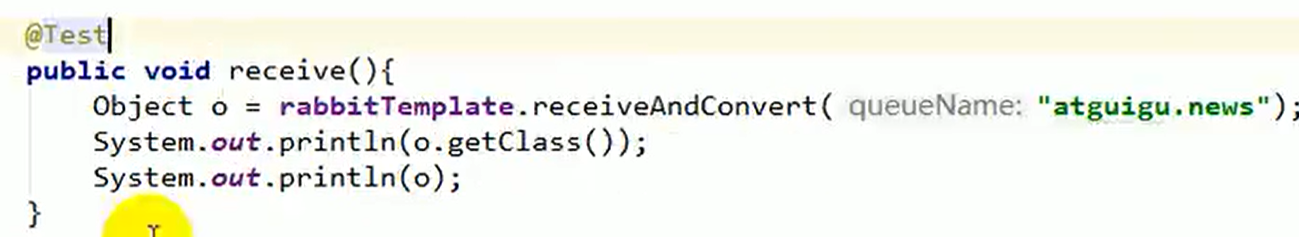 @Test
public void receive(){
Object o = rabbitTemplate.receiveAndConvert( queueName: "atguigu.news");
System.out.println(o.getClass());
System.out.println(o);
}